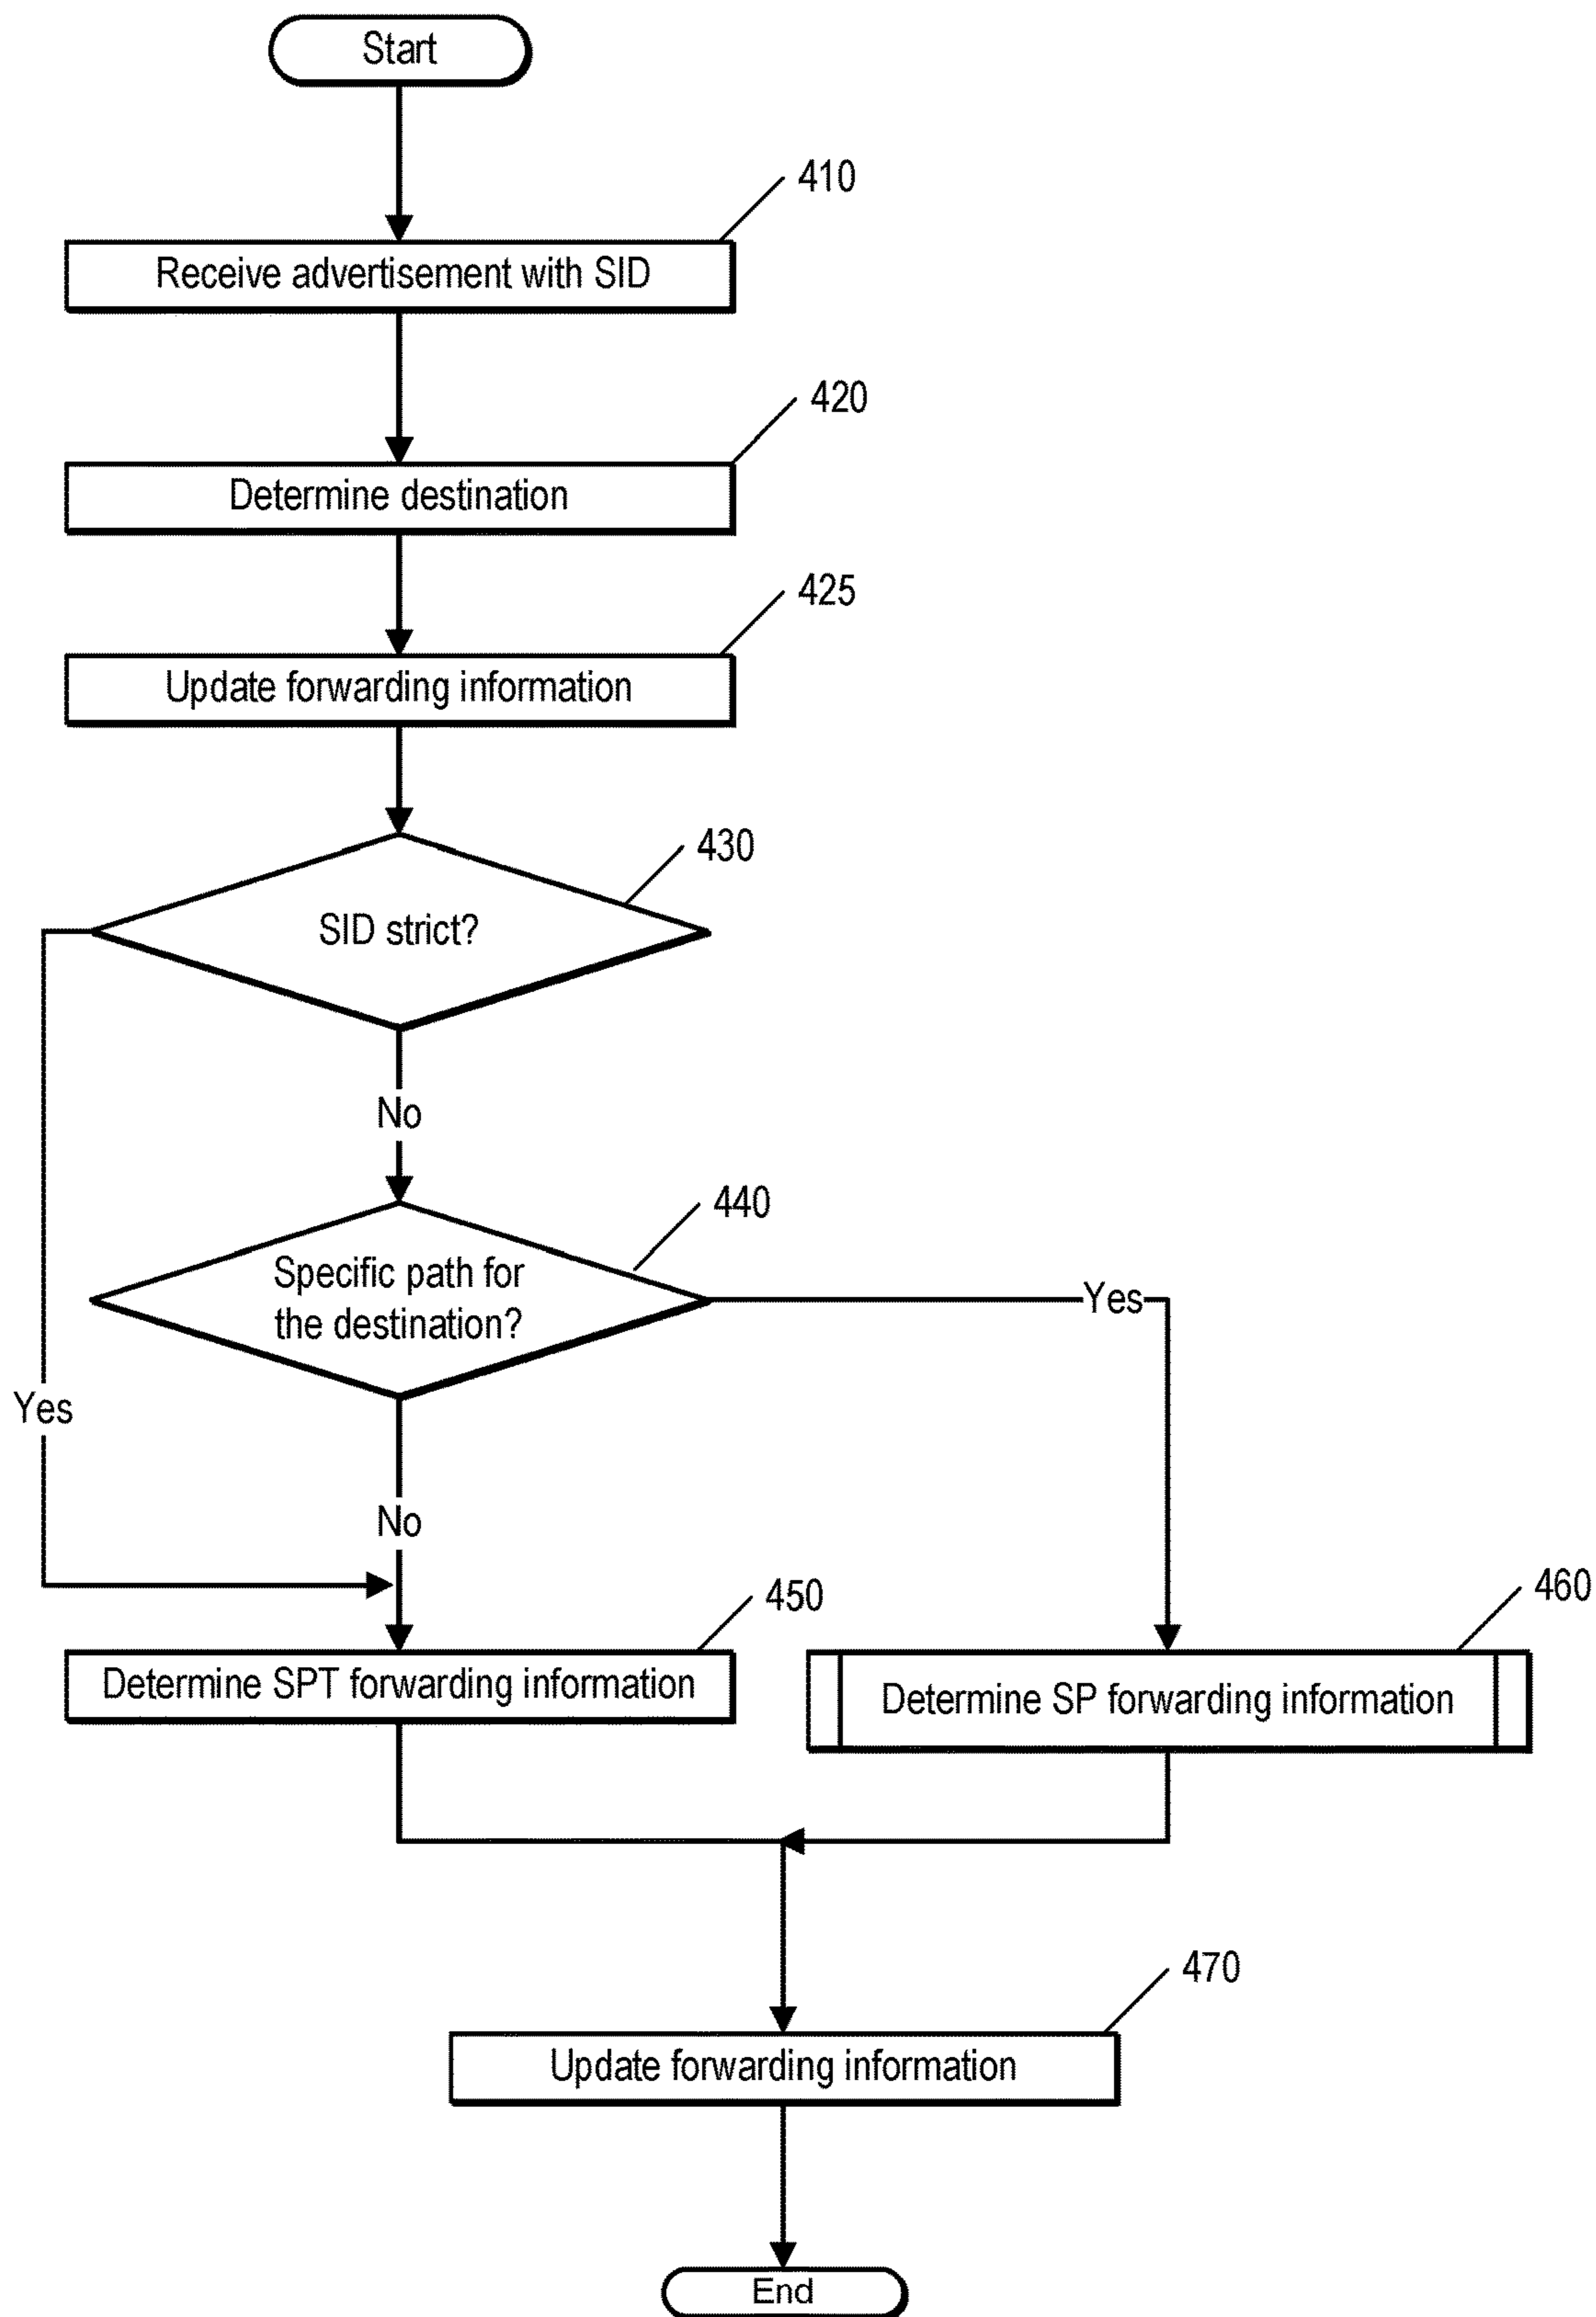 Start
410
Receive advertisement with SID
420
Determine destination
425
Update forwarding information
430
SID strict?
No
440
Specific path for
the destination?
Yes
Yes
No
450
Determine SPT forwarding information
460
Determine SP forwarding information
470
Update forwarding information
End